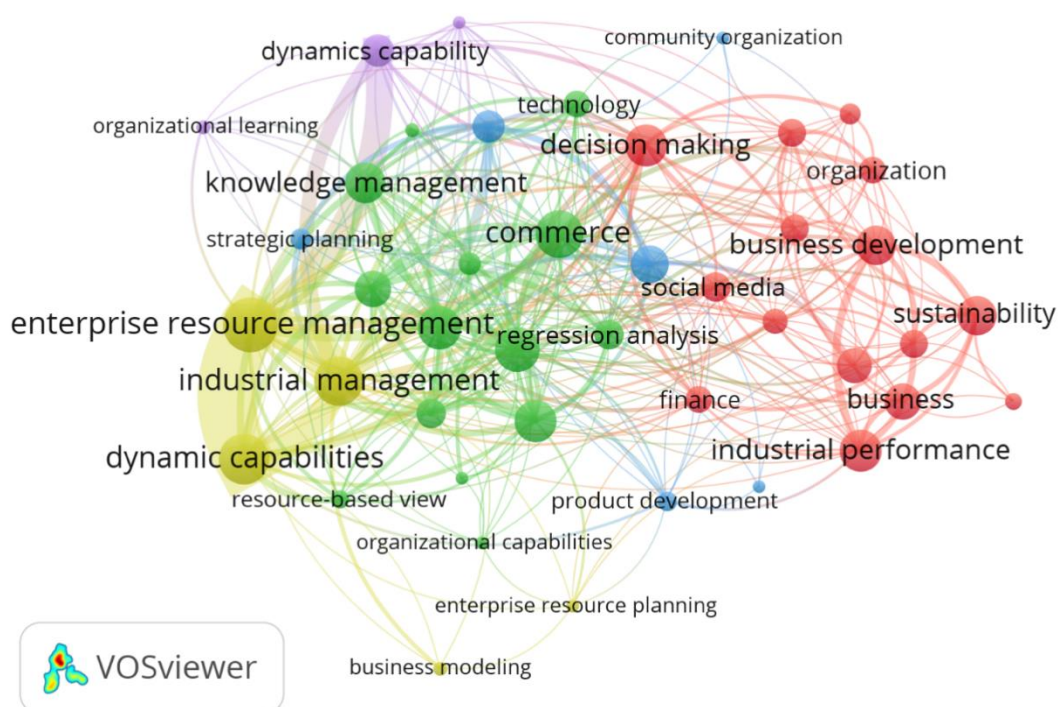 community organization
dynamics capability
technology
organizational learning
decision making
organization
knowledge management
commerce
strategic planning
business development
social media
sustainability
enterprise resource management
regression analysis
industrial management
finance
business
industrial performance
dynamic capabilities
resource-based view
product development
organizational capabilities
enterprise resource planning
business modeling
VOSviewer